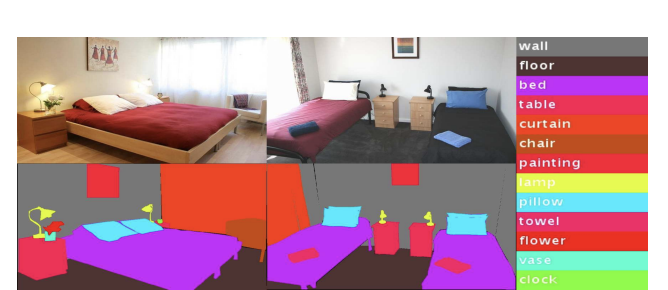 wall
floor
bed
table
curtain
chair
painting
lamp
pillow
towel
flower
vase
clock